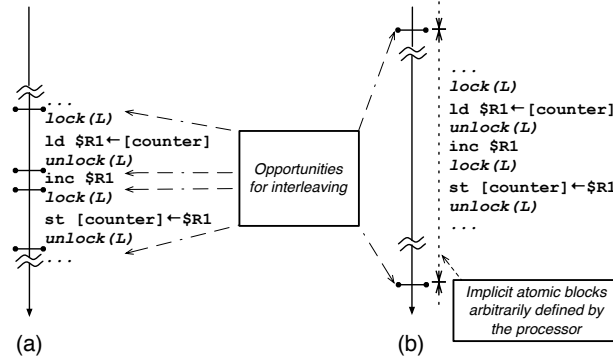 ...
lock(L)
ld $R1←[counter]
unlock(L)
inc $R1
lock(L)
st [counter]←$R1
unlock(L)
...
(a)
Opportunities
for interleaving
...
lock(L)
ld $R1←[counter]
unlock(L)
inc $R1
lock(L)
st [counter]←$R1
unlock(L)
...
(b)
Implicit atomic blocks
arbitrarily defined by
the processor